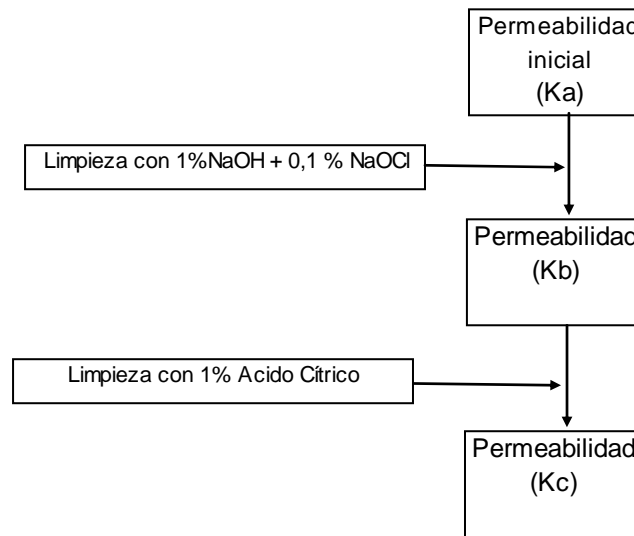 Permeabilidad
inicial
(Ka)
Limpieza con 1%NaOH + 0,1 % NaOCl
Permeabilidad
(Kb)
Limpieza con 1% Acido Cítrico
Permeabilidad
(Kc)